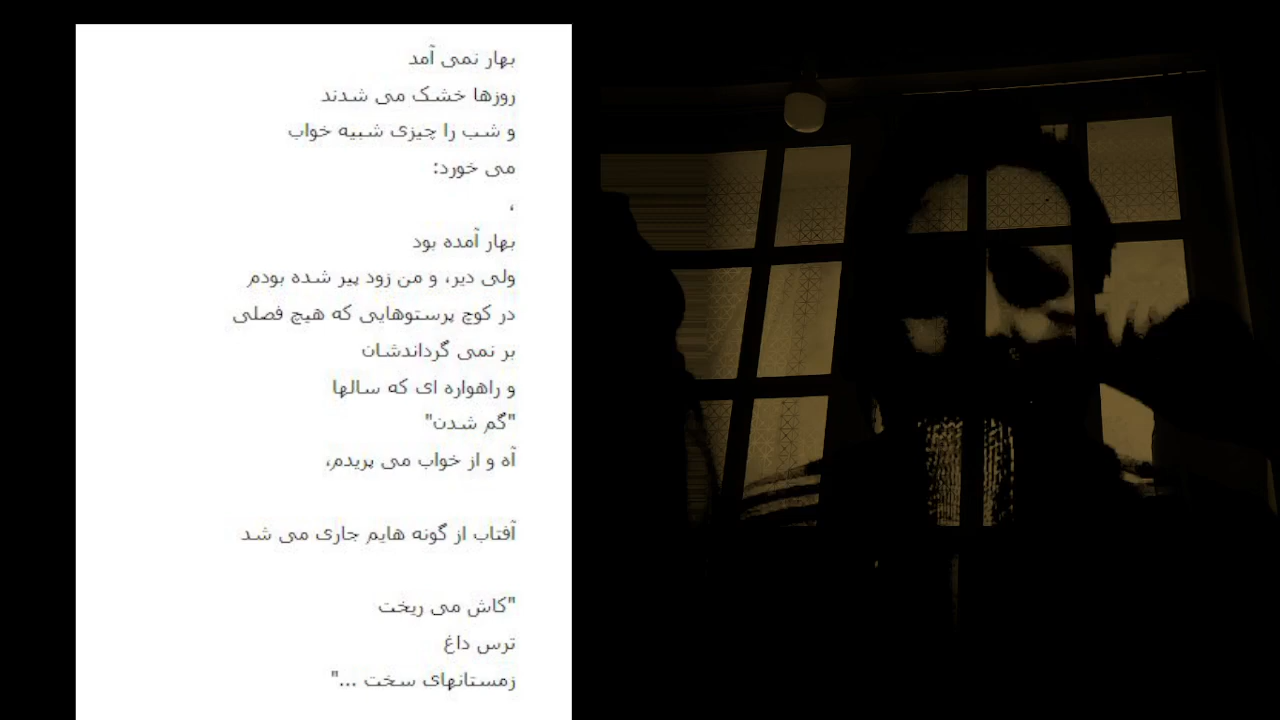 بهار نمی آمد
روزها خشک می شدند
و شب را چیزی شبیه خواب
می خورد:
،
بهار آمده بود
ولی دیر، و من زود پیر شده بودم
در کوچ پرستوهایی که هیچ فصلی
بر نمی گرداندشان
و راهواره ای که سالها
"گم شدن"
آه و از خواب می پریدم،
آفتاب از گونه هایم جاری می شد
"کاش می ریخت
ترس داغ
زمستانهای سخت ..."